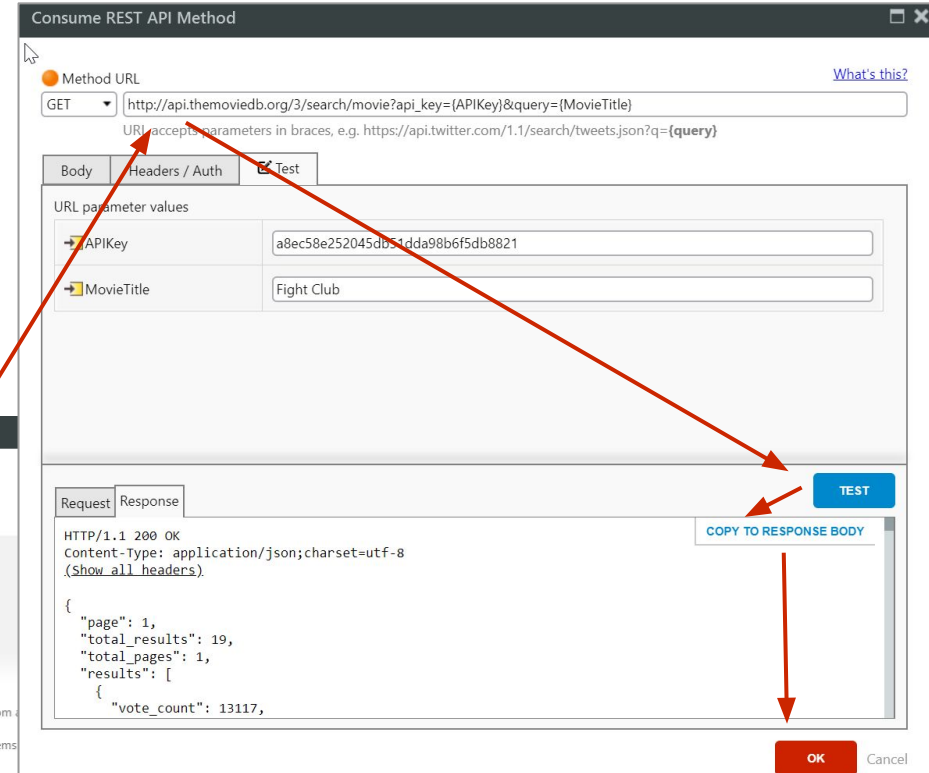 Consume REST API Method
Method URL
What's this?
GET
http://api.themoviedb.org/3/search/movie?api_key={APIKey}&query={MovieTitle}
URL accepts parameters in braces, e.g. https://api.twitter.com/1.1/search/tweets.json?q={query}
Body
Headers / Auth
Test
URL parameter values
APIKey
a8ec58e252045db51dda98b6f5db8821
MovieTitle
Fight Club
TEST
Request
Response
COPY TO RESPONSE BODY
HTTP/1.1 200 OK
Content-Type: application/json;charset=utf-8
(Show all headers)
{
"page": 1,
"total_results": 19,
"total_pages": 1,
"results": [
{
"vote_count": 13117,
OK
Cancel